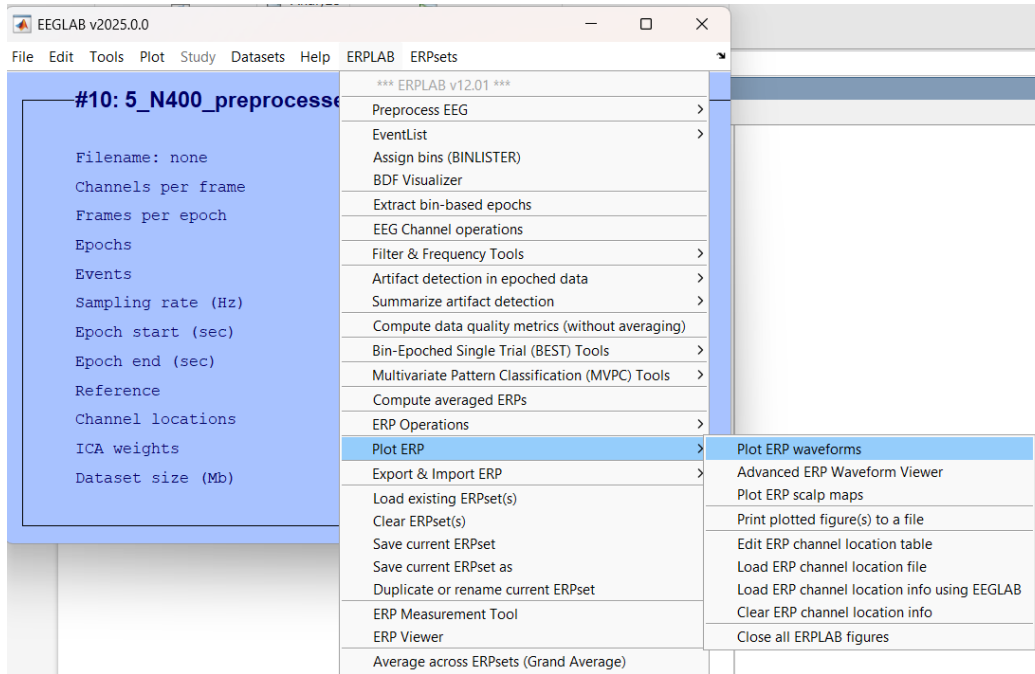 EEGLAB v2025.0.0
File Edit Tools Plot Study Datasets Help ERPLAB ERPsets
#10: 5_N400_preprocesse
Filename: none
Channels per frame
Frames per epoch
Epochs
Events
Sampling rate (Hz)
Epoch start (sec)
Epoch end (sec)
Reference
Channel locations
ICA weights
Dataset size (Mb)
*** ERPLAB v12.01 ***
Preprocess EEG
EventList
Assign bins (BINLISTER)
BDF Visualizer
Extract bin-based epochs
EEG Channel operations
Filter & Frequency Tools
Artifact detection in epoched data
Summarize artifact detection
Compute data quality metrics (without averaging)
Bin-Epoched Single Trial (BEST) Tools
Multivariate Pattern Classification (MVPC) Tools
Compute averaged ERPs
ERP Operations
Plot ERP
Export & Import ERP
Load existing ERPset(s)
Clear ERPset(s)
Save current ERPset
Save current ERPset as
Duplicate or rename current ERPset
ERP Measurement Tool
ERP Viewer
Average across ERPsets (Grand Average)
Plot ERP waveforms
Advanced ERP Waveform Viewer
Plot ERP scalp maps
Print plotted figure(s) to a file
Edit ERP channel location table
Load ERP channel location file
Load ERP channel location info using EEGLAB
Clear ERP channel location info
Close all ERPLAB figures